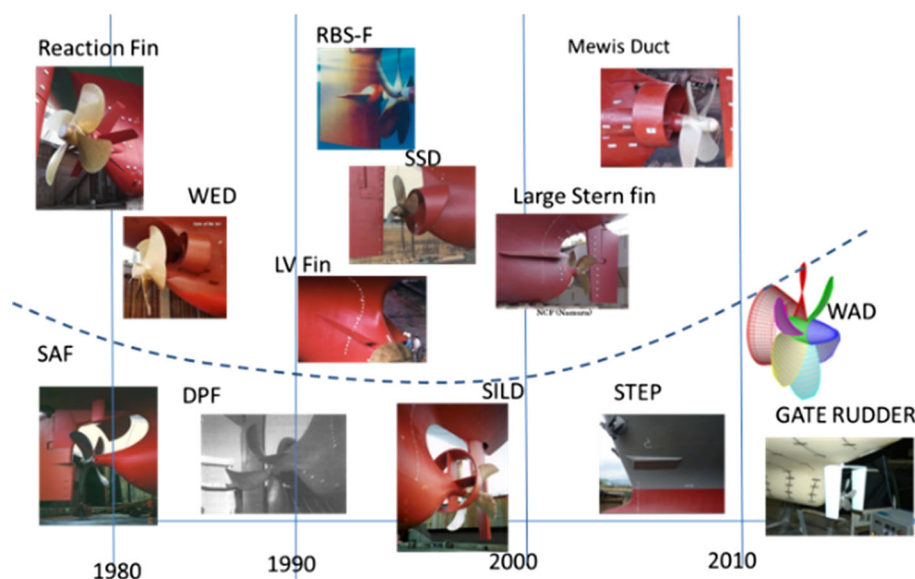 Reaction Fin
RBS-F
Mewis Duct
SSD
WED
Large Stern fin
LV Fin
NCF (Namura)
WAD
SAF
DPF
SILD
STEP
GATE RUDDER
1980
1990
2000
2010